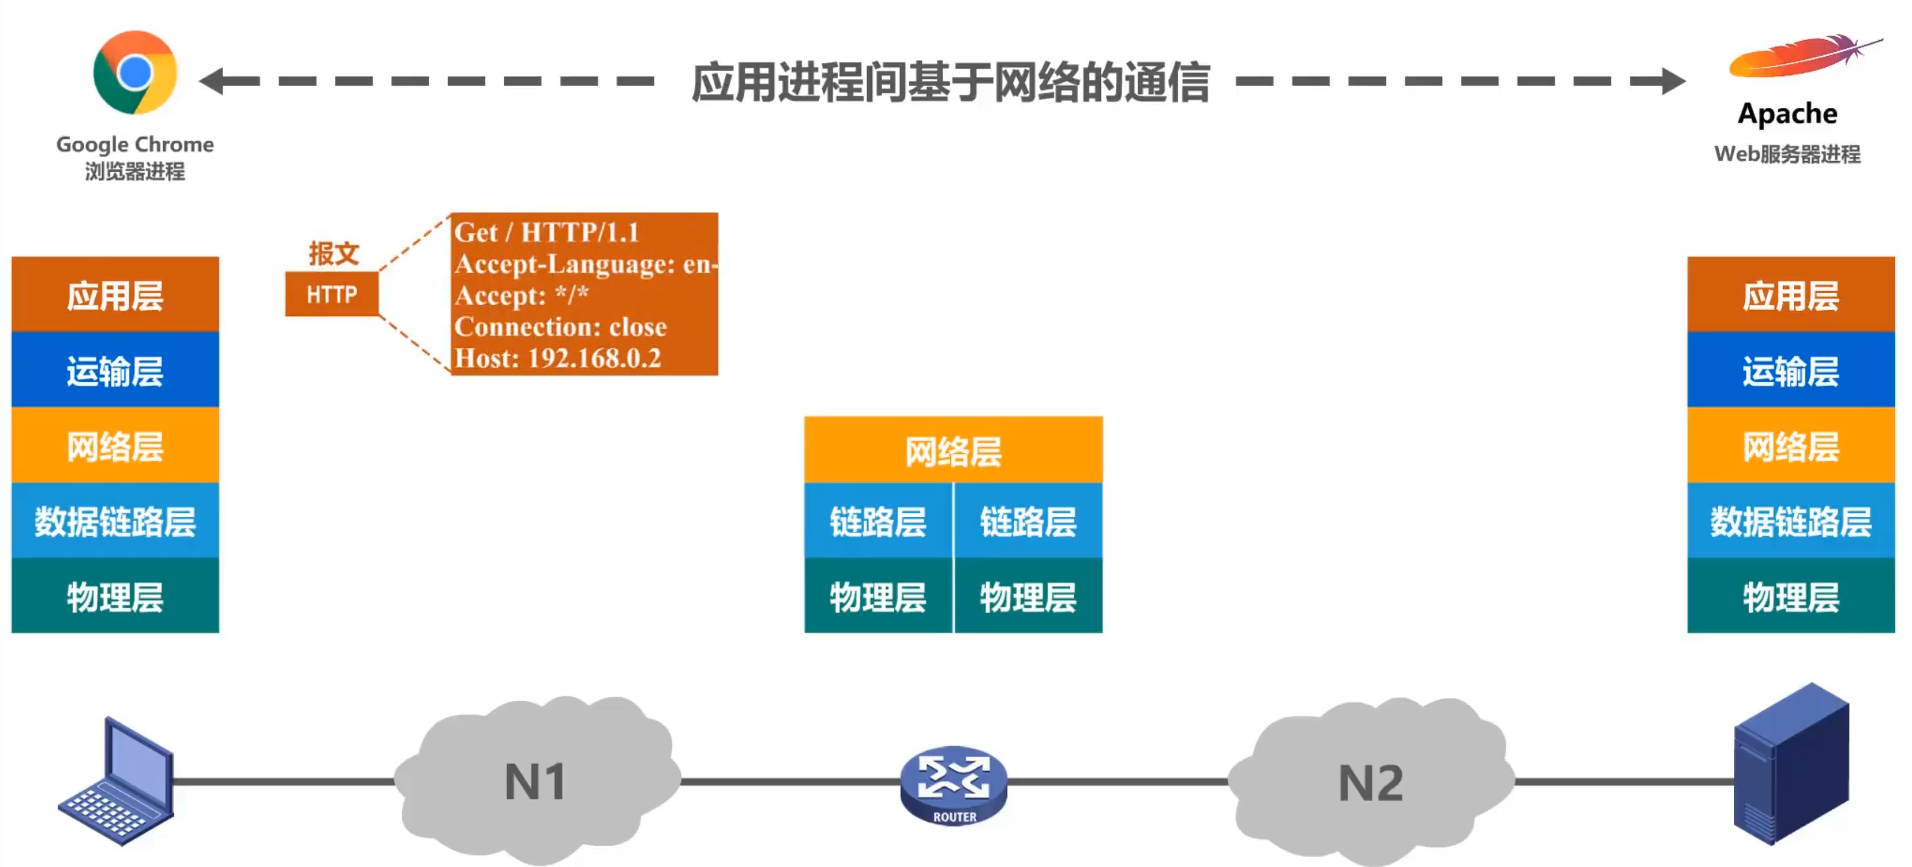 应用进程间基于网络的通信
Google Chrome
浏览器进程
Apache
Web服务器进程
报文
HTTP
Get / HTTP/1.1
Accept-Language: en-
Accept: */*
Connection: close
Host: 192.168.0.2
应用层
运输层
网络层
数据链路层
物理层
网络层
链路层 链路层
物理层 物理层
应用层
运输层
网络层
数据链路层
物理层
N1
ROUTER
N2